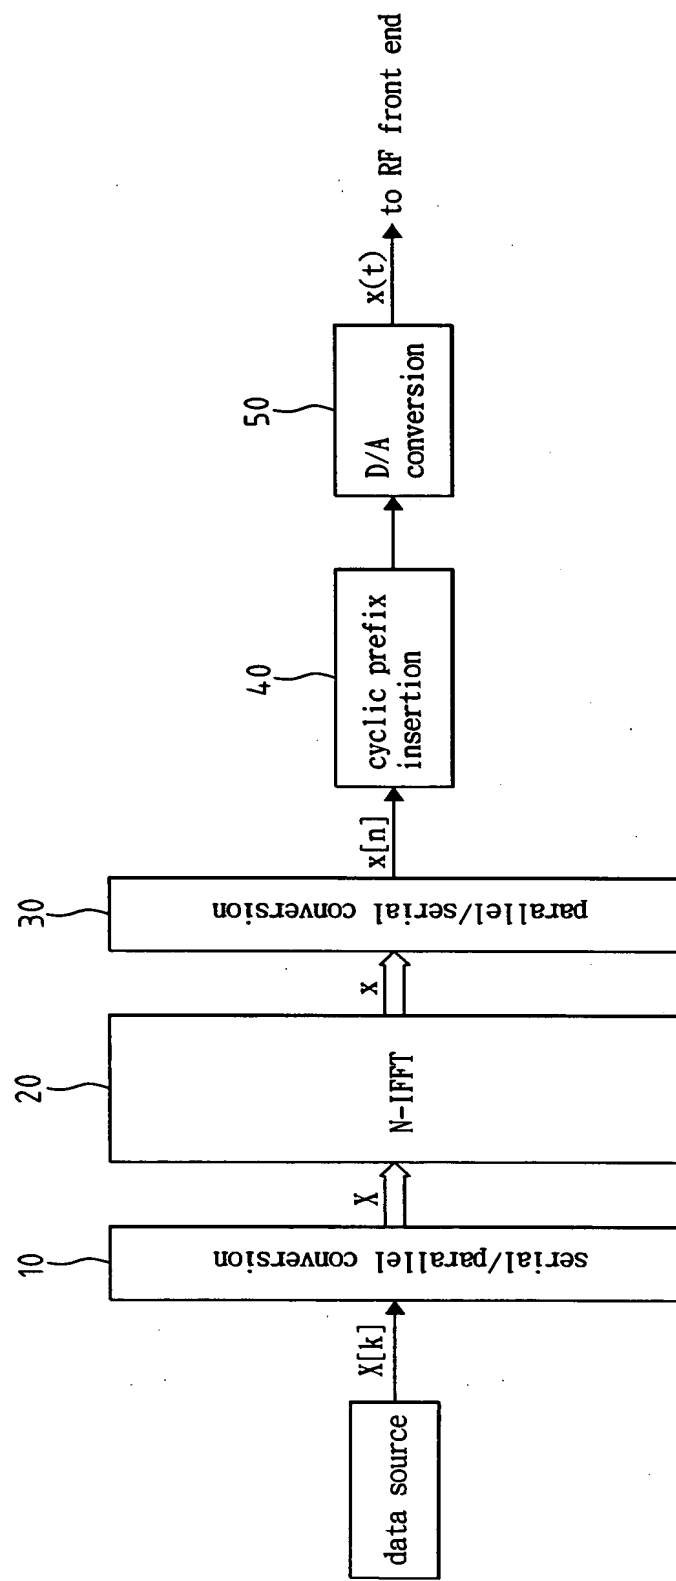 data source
X[k]
10
serial/parallel conversion
X
20
N-IFFT
x
30
parallel/serial conversion
x[n]
40
cyclic prefix
insertion
50
D/A
conversion
x(t)
to RF front end